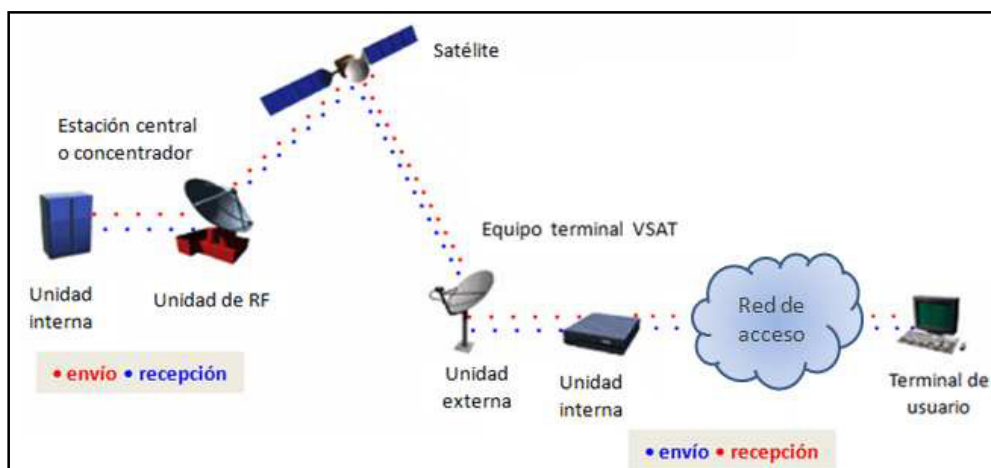 Satélite
Estación central
o concentrador
Equipo terminal VSAT
Unidad
interna
Unidad de RF
Red de
acceso
• envío • recepción
Unidad
externa
Unidad
interna
Terminal de
usuario
• envío • recepción